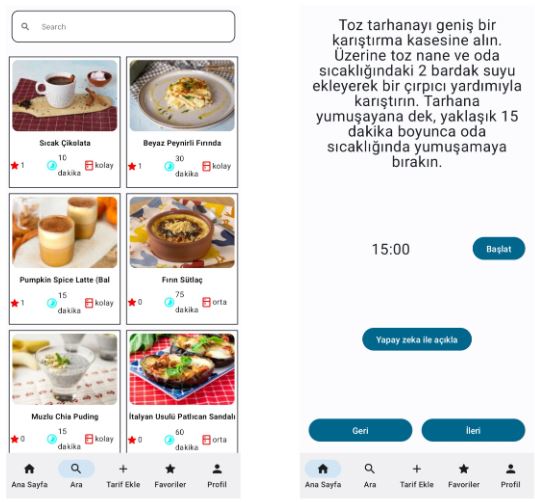 Search
Sıcak Çikolata
1
10
dakika
kolay
Beyaz Peynirli Fırında
1
30
dakika
kolay
Pumpkin Spice Latte (Bal
1
15
dakika
kolay
Fırın Sütlaç
0
75
dakika
orta
Muzlu Chia Puding
0
15
dakika
kolay
İtalyan Usulü Patlıcan Sandal
0
60
dakika
orta
Ana Sayfa
Ara
Tarif Ekle
Favoriler
Profil
Toz tarhanayı geniş bir
karıştırma kasesine alın.
Üzerine toz nane ve oda
sıcaklığındaki 2 bardak suyu
ekleyerek bir çırpıcı yardımıyla
karıştırın. Tarhana
yumuşayana dek, yaklaşık 15
dakika boyunca oda
sıcaklığında yumuşamaya
bırakın.
15:00
Başlat
Yapay zeka ile açıkla
Geri
İleri
Ana Sayfa
Ara
Tarif Ekle
Favoriler
Profil